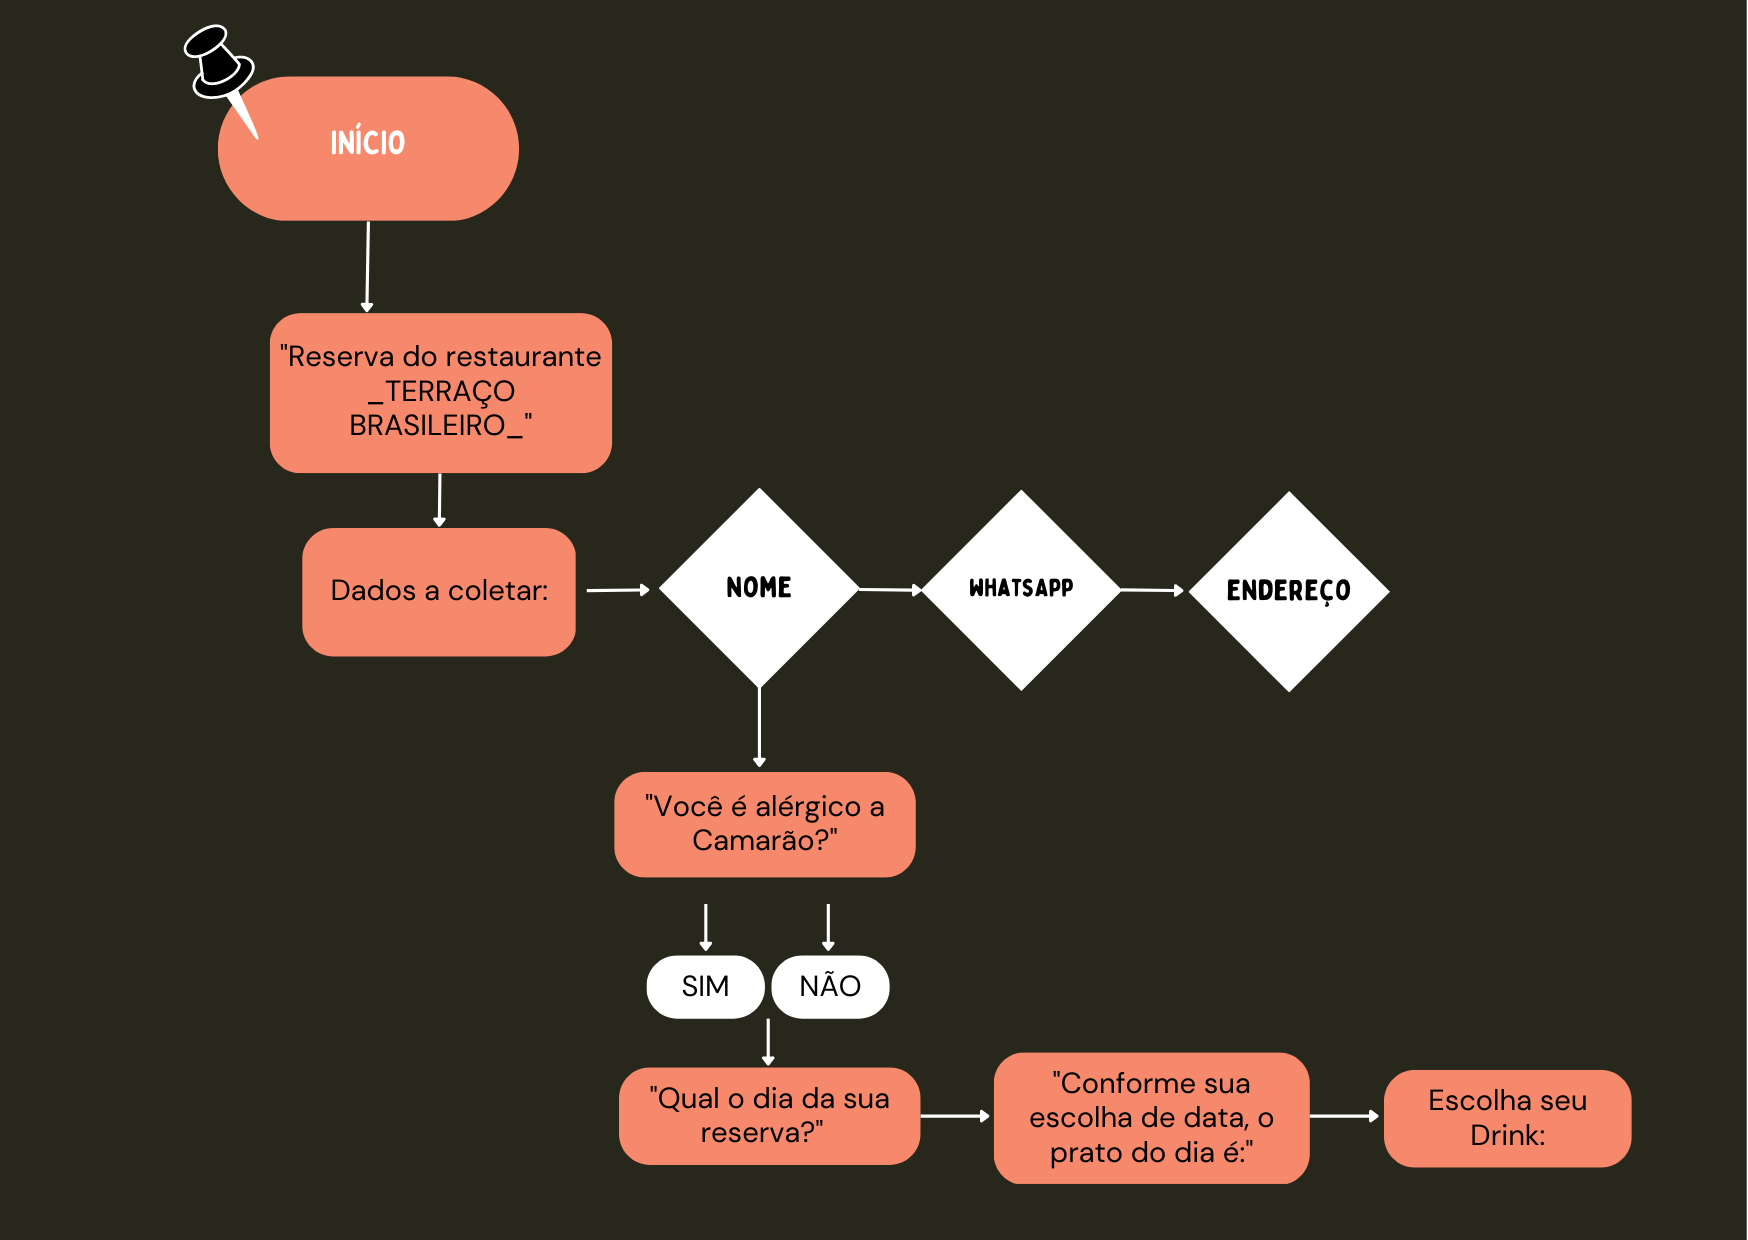 INÍCIO
"Reserva do restaurante
_TERRAÇO
BRASILEIRO_"
Dados a coletar:
NOME
WHATSAPP
ENDEREÇO
"Você é alérgico a
Camarão?"
SIM
NÃO
"Qual o dia da sua
reserva?"
"Conforme sua
escolha de data, o
prato do dia é:"
Escolha seu
Drink: